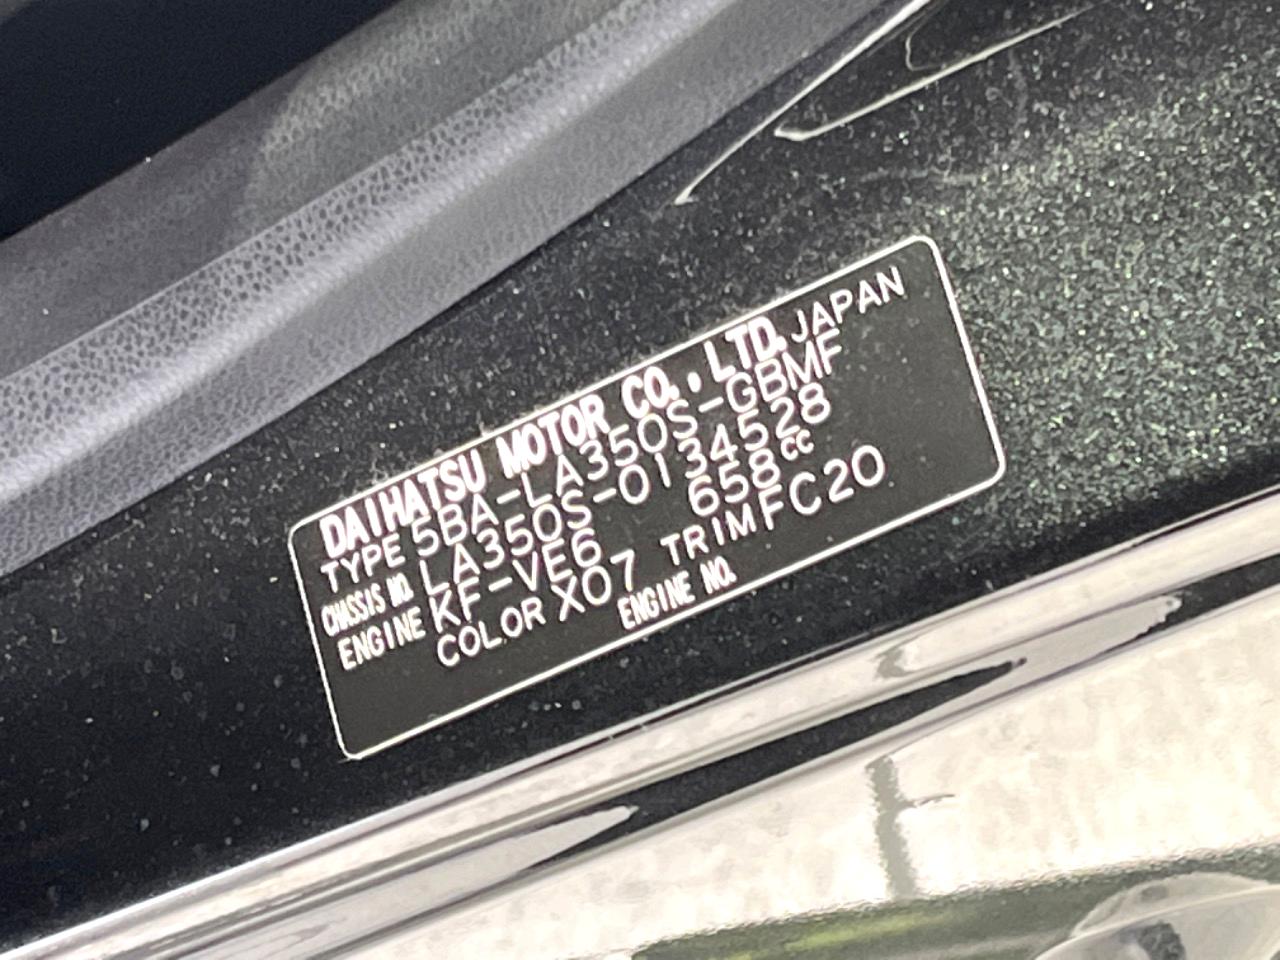 DAIHATSU MOTOR CO., LTD. JAPAN
TYPE 5BA-LA350S-GBMF
CHASSIS NO. LA350S-0134528
ENGINE KF-VE6 658cc
COLOR X07 TRIM FC20
ENGINE NO.